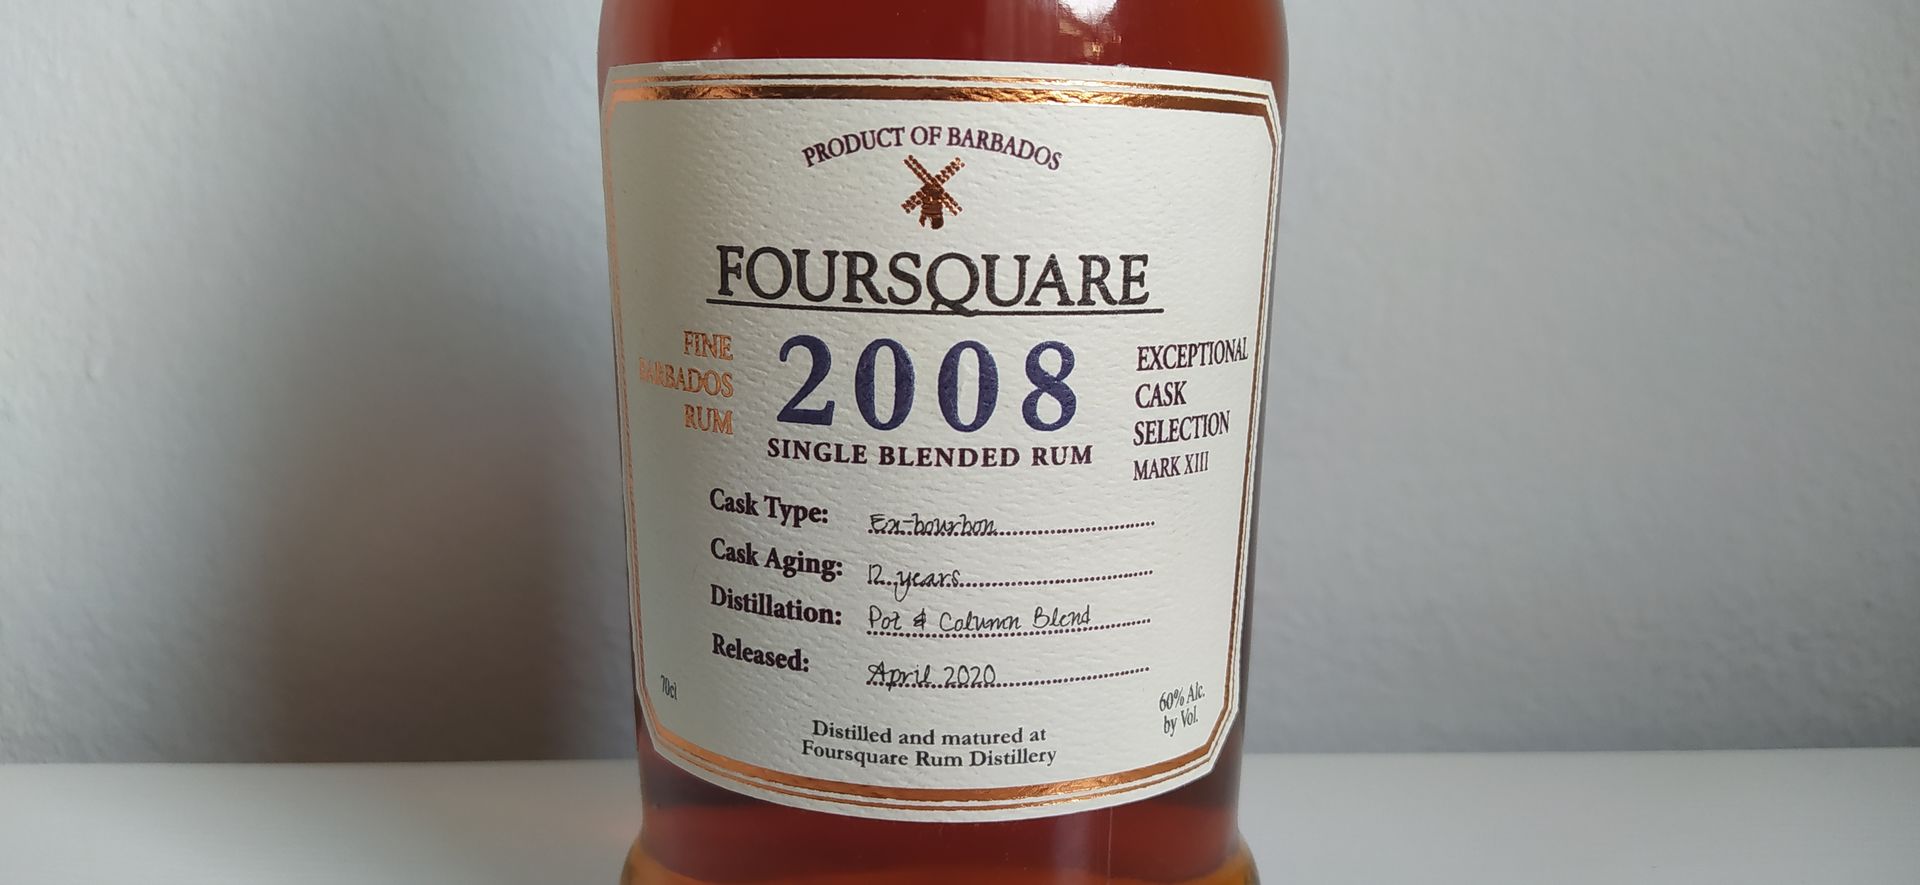 PRODUCT OF BARBADOS
FOURSQUARE
FINE
BARBADOS
RUM
2008
SINGLE BLENDED RUM
EXCEPTIONAL
CASK
SELECTION
MARK XIII
Cask Type: Ex-bourbon
Cask Aging: 12 years
Distillation: Pot & Column Blend
Released: April 2020
70cl
60% Alc.
by Vol.
Distilled and matured at
Foursquare Rum Distillery